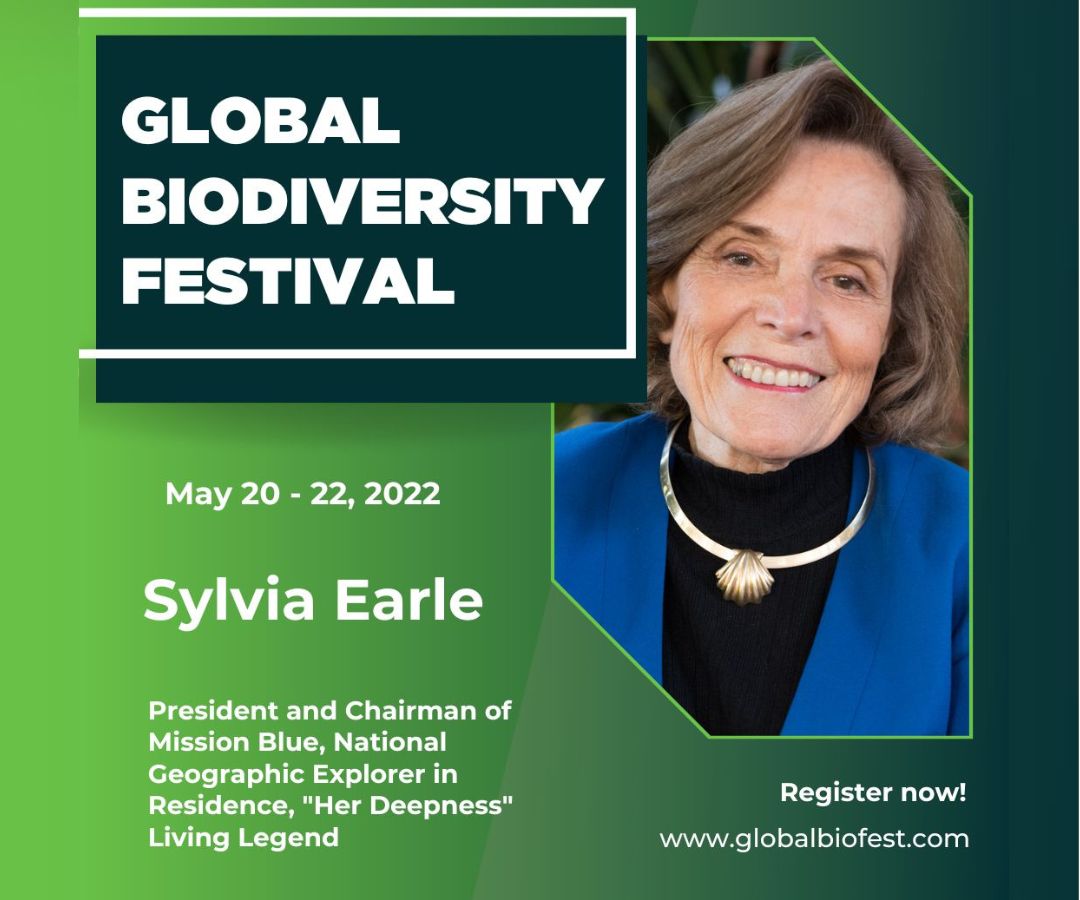 GLOBAL
BIODIVERSITY
FESTIVAL
May 20 - 22, 2022
Sylvia Earle
President and Chairman of
Mission Blue, National
Geographic Explorer in
Residence, "Her Deepness"
Living Legend
Register now!
www.globalbiofest.com